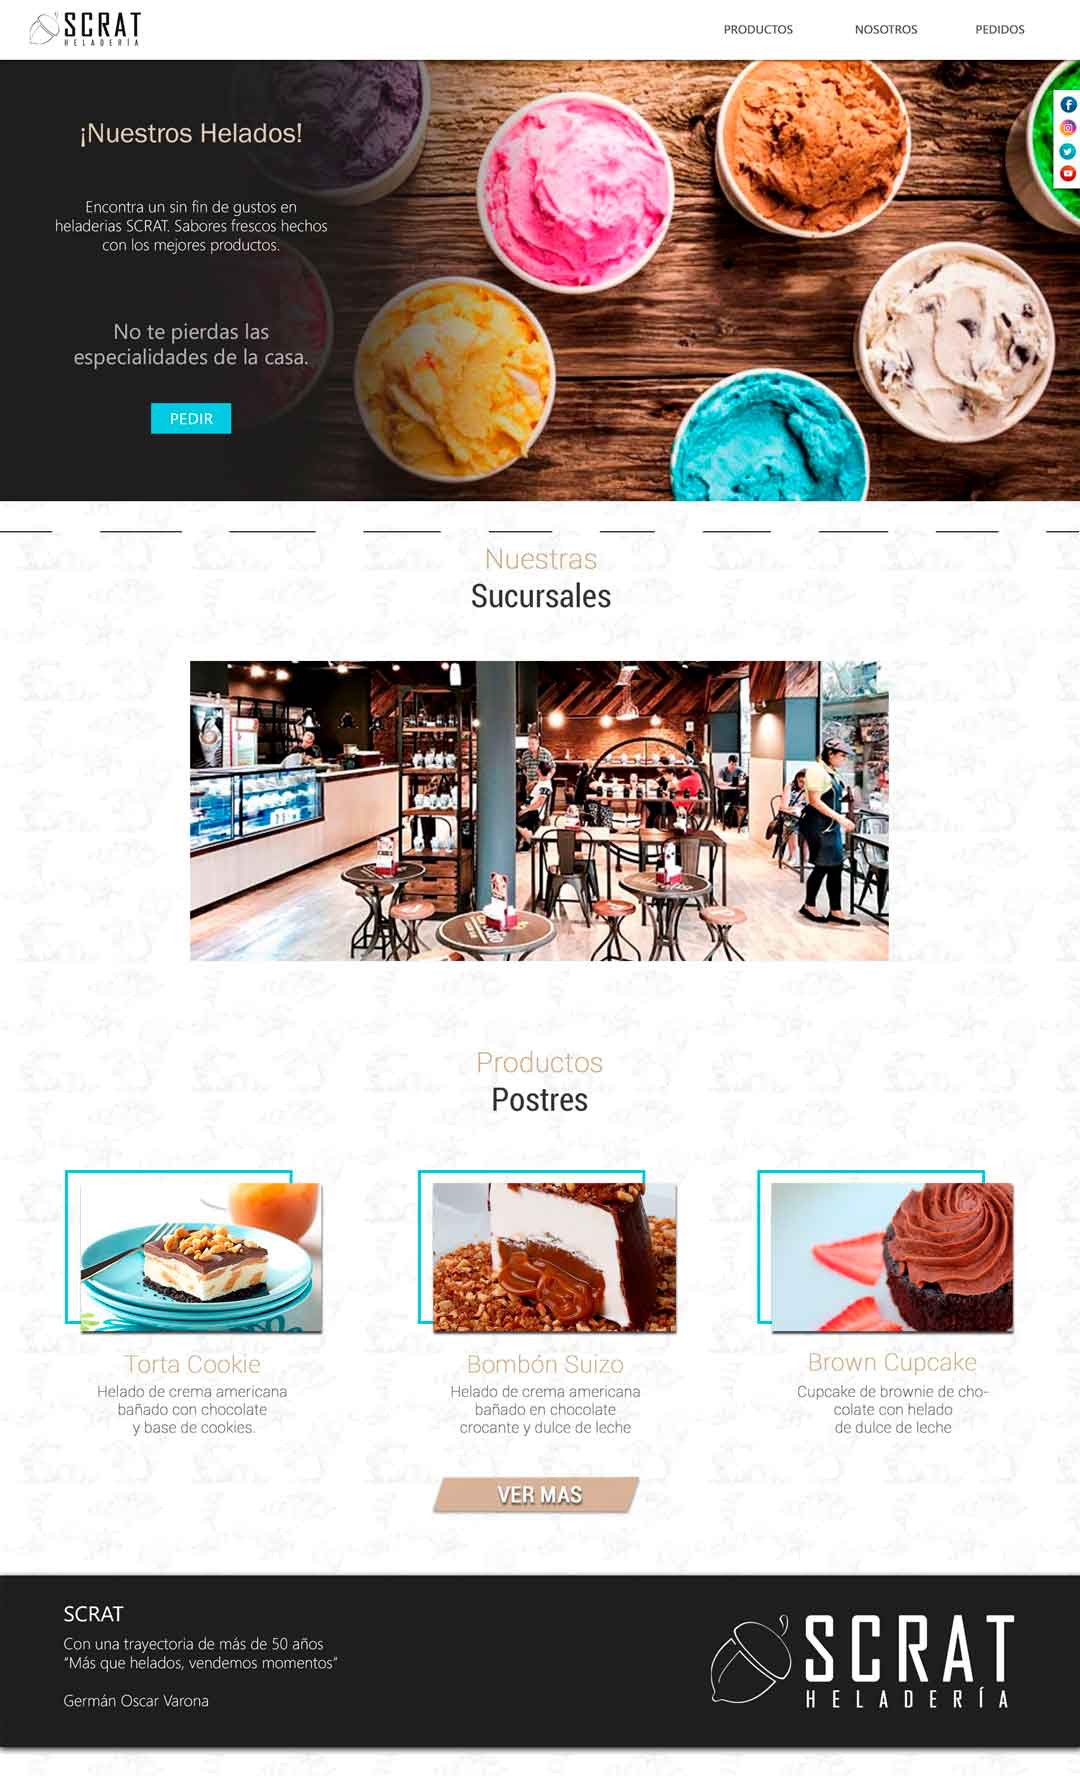 SCRAT
HELADERÍA
PRODUCTOS
NOSOTROS
PEDIDOS
¡Nuestros Helados!
Encontra un sin fin de gustos en
heladerias SCRAT. Sabores frescos hechos
con los mejores productos.
No te pierdas las
especialidades de la casa.
PEDIR
Nuestras
Sucursales
Productos
Postres
Torta Cookie
Helado de crema americana
bañado con chocolate
y base de cookies.
Bombón Suizo
Helado de crema americana
bañado en chocolate
crocante y dulce de leche
Brown Cupcake
Cupcake de brownie de cho-
colate con helado
de dulce de leche
VER MAS
SCRAT
Con una trayectoria de más de 50 años
“Más que helados, vendemos momentos”
Germán Oscar Varona
SCRAT
HELADERÍA